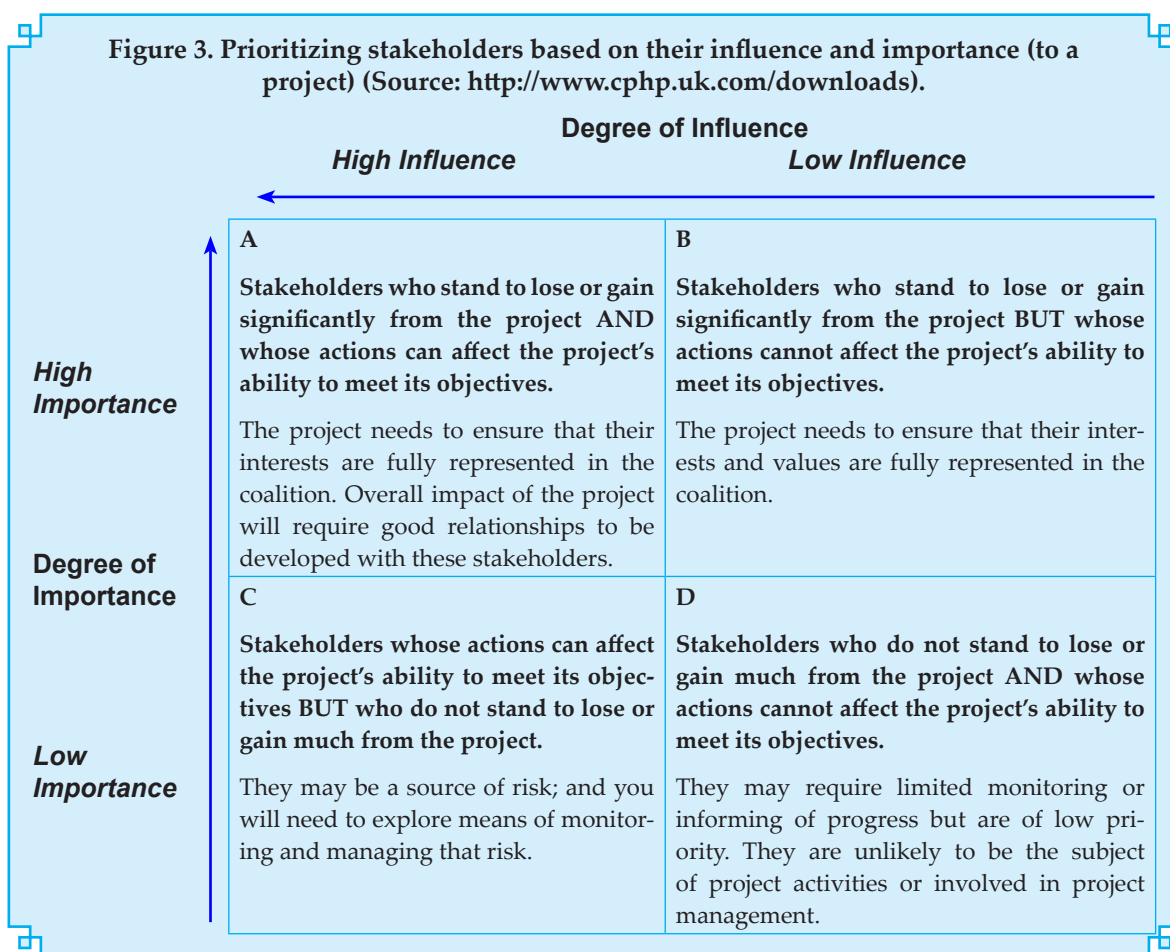 Figure 3. Prioritizing stakeholders based on their influence and importance (to a
project) (Source: http://www.cphp.uk.com/downloads).
Degree of Influence
High Influence
Low Influence
High
Importance
Degree of
Importance
Low
Importance
A
Stakeholders who stand to lose or gain
significantly from the project AND
whose actions can affect the project's
ability to meet its objectives.
The project needs to ensure that their
interests are fully represented in the
coalition. Overall impact of the project
will require good relationships to be
developed with these stakeholders.
B
Stakeholders who stand to lose or gain
significantly from the project BUT whose
actions cannot affect the project's ability to
meet its objectives.
The project needs to ensure that their inter-
ests and values are fully represented in the
coalition.
C
Stakeholders whose actions can affect
the project's ability to meet its objec-
tives BUT who do not stand to lose or
gain much from the project.
They may be a source of risk; and you
will need to explore means of monitor-
ing and managing that risk.
D
Stakeholders who do not stand to lose or
gain much from the project AND whose
actions cannot affect the project's ability to
meet its objectives.
They may require limited monitoring or
informing of progress but are of low pri-
ority. They are unlikely to be the subject
of project activities or involved in project
management.